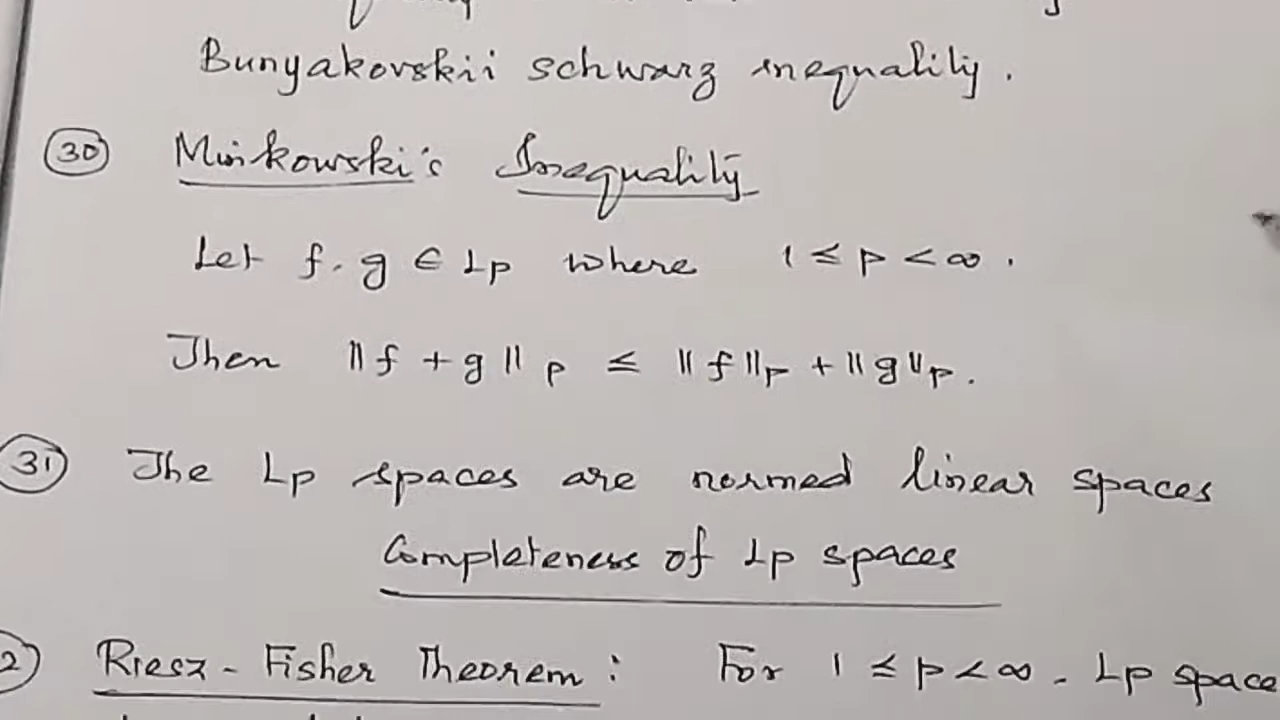 Bunyakovskii schwarz inequality.
30 Minkowski's Inequality
Let f, g ∈ Lp where 1 ≤ p < ∞.
Then ||f + g||p ≤ ||f||p + ||g||p.
31 The Lp spaces are normed linear spaces
Completeness of Lp spaces
2 Riesz - Fisher Theorem: For 1 ≤ p < ∞ - Lp space